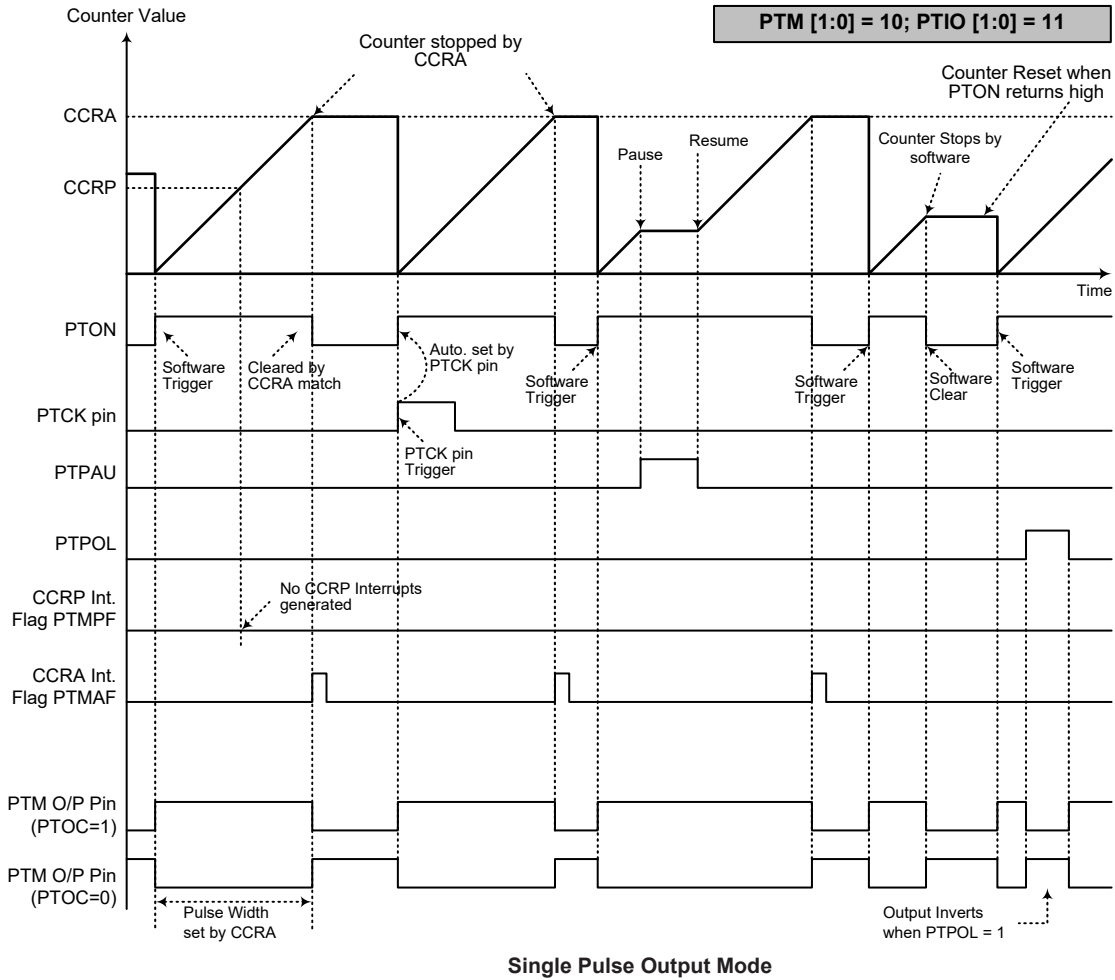 Counter Value
PTM [1:0] = 10; PTIO [1:0] = 11
Counter stopped by
CCRA
Counter Reset when
PTON returns high
CCRA
Pause
Resume
Counter Stops by
software
CCRP
Time
PTON
Software
Trigger
Cleared by
CCRA match
Auto. set by
PTCK pin
Software
Trigger
Software
Trigger
Software
Clear
Software
Trigger
PTCK pin
PTCK pin
Trigger
PTPAU
PTPOL
CCRP Int.
Flag PTMPF
No CCRP Interrupts
generated
CCRA Int.
Flag PTMAF
PTM O/P Pin
(PTOC=1)
PTM O/P Pin
(PTOC=0)
Pulse Width
set by CCRA
Output Inverts
when PTPOL = 1
Single Pulse Output Mode